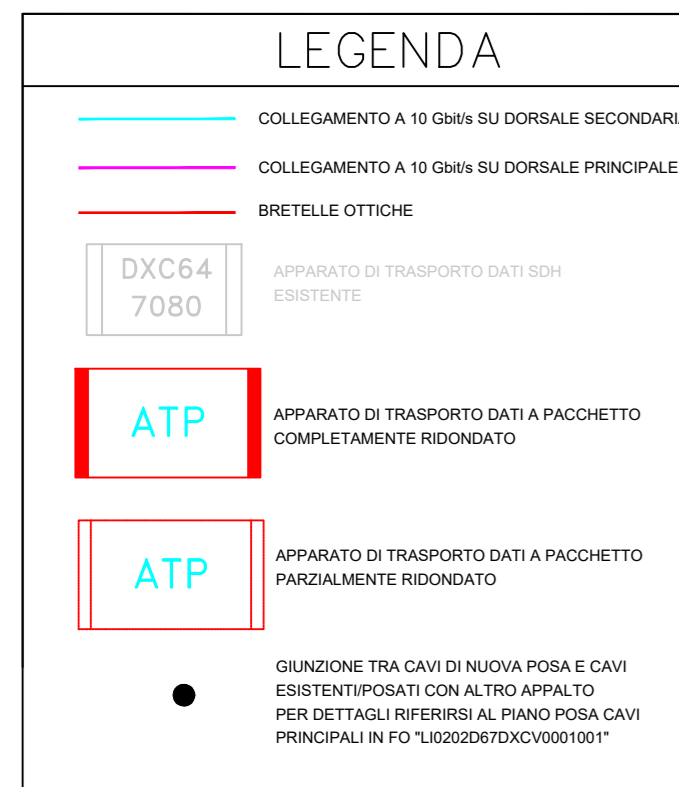 LEGENDA
COLLEGAMENTO A 10 Gbit/s SU DORSALE SECONDARIA
COLLEGAMENTO A 10 Gbit/s SU DORSALE PRINCIPALE
BRETELLE OTTICHE
DXC64
7080
APPARATO DI TRASPORTO DATI SDH
ESISTENTE
ATP
APPARATO DI TRASPORTO DATI A PACCHETTO
COMPLETAMENTE RIDONDATO
ATP
APPARATO DI TRASPORTO DATI A PACCHETTO
PARZIALMENTE RIDONDATO
GIUNZIONE TRA CAVI DI NUOVA POSA E CAVI
ESISTENTI/POSATI CON ALTRO APPALTO
PER DETTAGLI RIFERIRSI AL PIANO POSA CAVI
PRINCIPALI IN FO "LI0202D67DXCV0001001"